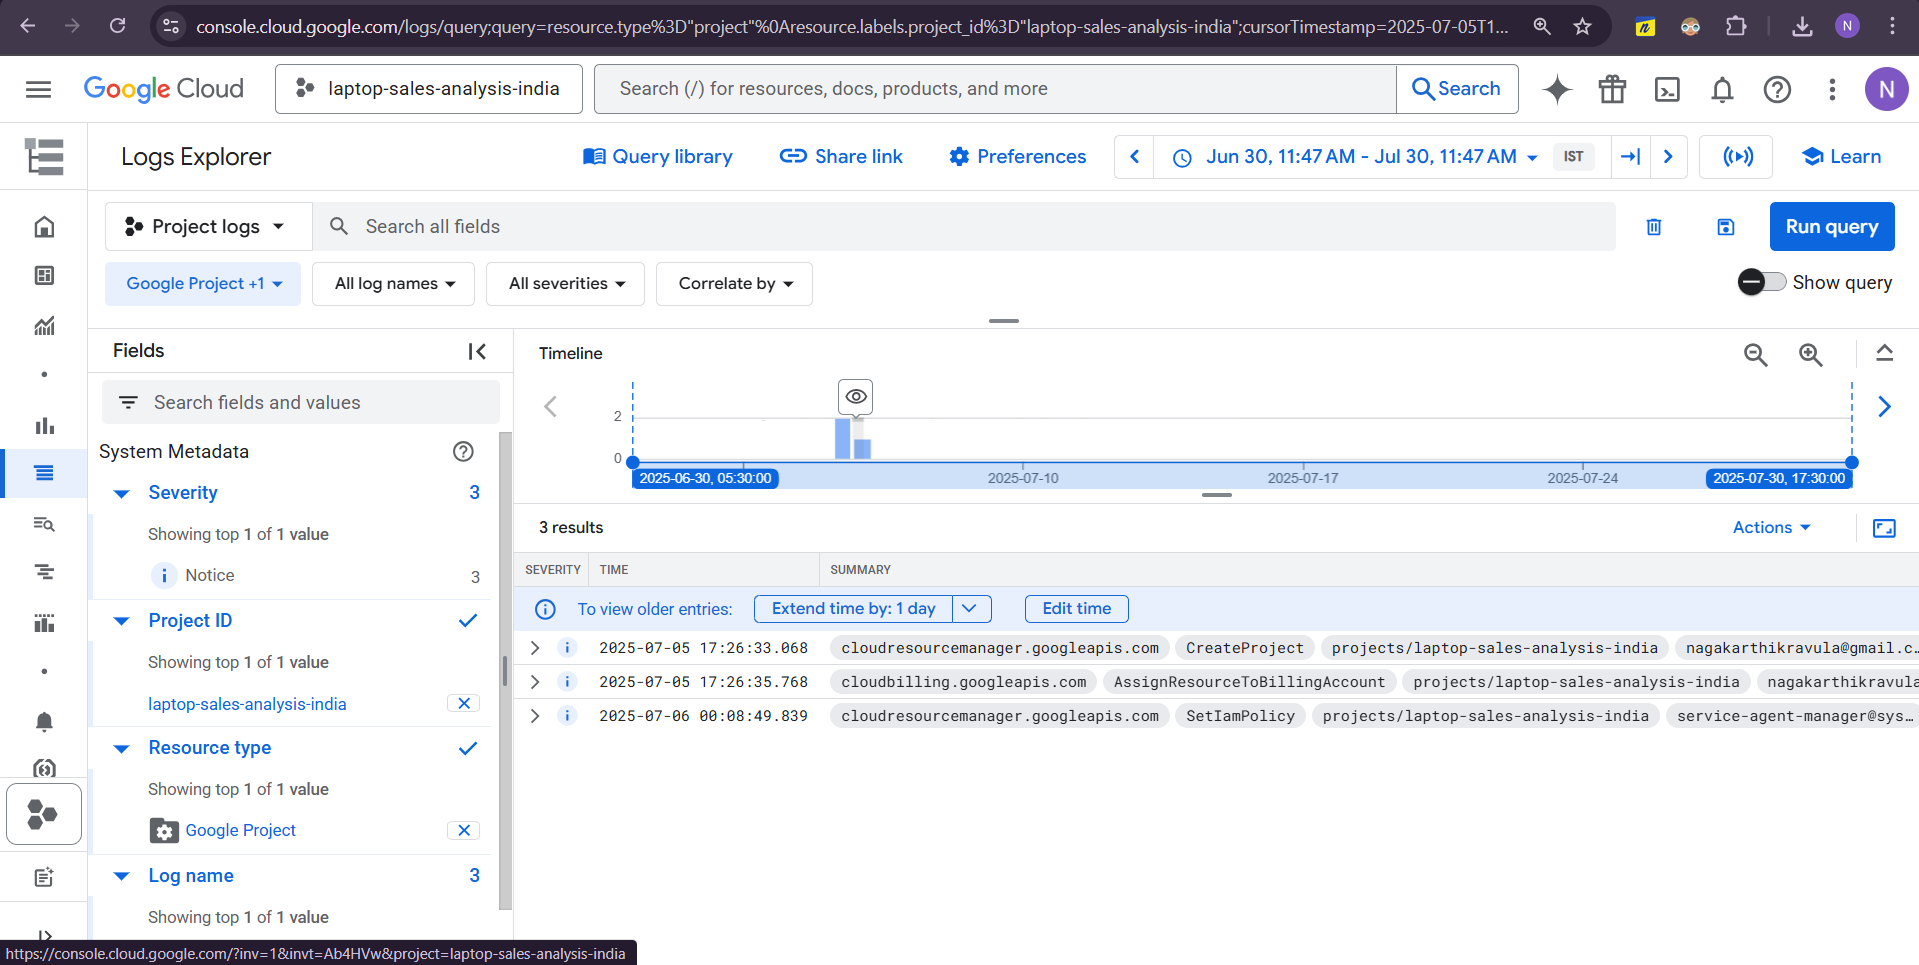 console.cloud.google.com/logs/query;query=resource.type%3D"project"%0Aresource.labels.project_id%3D"laptop-sales-analysis-india";cursorTimestamp=2025-07-05T1...
n
N
Google Cloud
laptop-sales-analysis-india
Search (/) for resources, docs, products, and more
Search
N
Logs Explorer
Query library
Share link
Preferences
Jun 30, 11:47 AM - Jul 30, 11:47 AM
IST
Learn
Project logs
Search all fields
Run query
Google Project +1
All log names
All severities
Correlate by
Show query
Fields
Search fields and values
System Metadata
Severity 3
Showing top 1 of 1 value
Notice 3
Project ID
Showing top 1 of 1 value
laptop-sales-analysis-india
Resource type
Showing top 1 of 1 value
Google Project
Log name 3
Showing top 1 of 1 value
Timeline
2
0
2025-06-30, 05:30:00
2025-07-10
2025-07-17
2025-07-24
2025-07-30, 17:30:00
3 results
Actions
SEVERITY TIME SUMMARY
To view older entries: Extend time by: 1 day Edit time
2025-07-05 17:26:33.068 cloudresourcemanager.googleapis.com CreateProject projects/laptop-sales-analysis-india nagakarthikravula@gmail.c...
2025-07-05 17:26:35.768 cloudbilling.googleapis.com AssignResourceToBillingAccount projects/laptop-sales-analysis-india nagakarthikravula
2025-07-06 00:08:49.839 cloudresourcemanager.googleapis.com SetIamPolicy projects/laptop-sales-analysis-india service-agent-manager@sys...
https://console.cloud.google.com/?inv=1&invt=Ab4HVw&project=laptop-sales-analysis-india